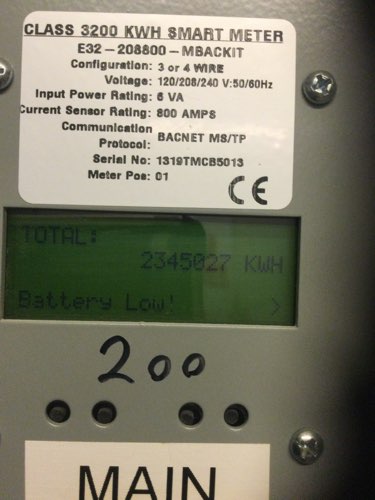 CLASS 3200 KWH SMART METER
E32-208800-MBACKIT
Configuration: 3 or 4 WIRE
Voltage: 120/208/240 V:50/60Hz
Input Power Rating: 6 VA
Current Sensor Rating: 800 AMPS
Communication Protocol: BACNET MS/TP
Serial No: 1319TMCB5013
Meter Pos: 01
CE
TOTAL:
2345027 KWH
Battery Low! >
200
MAIN